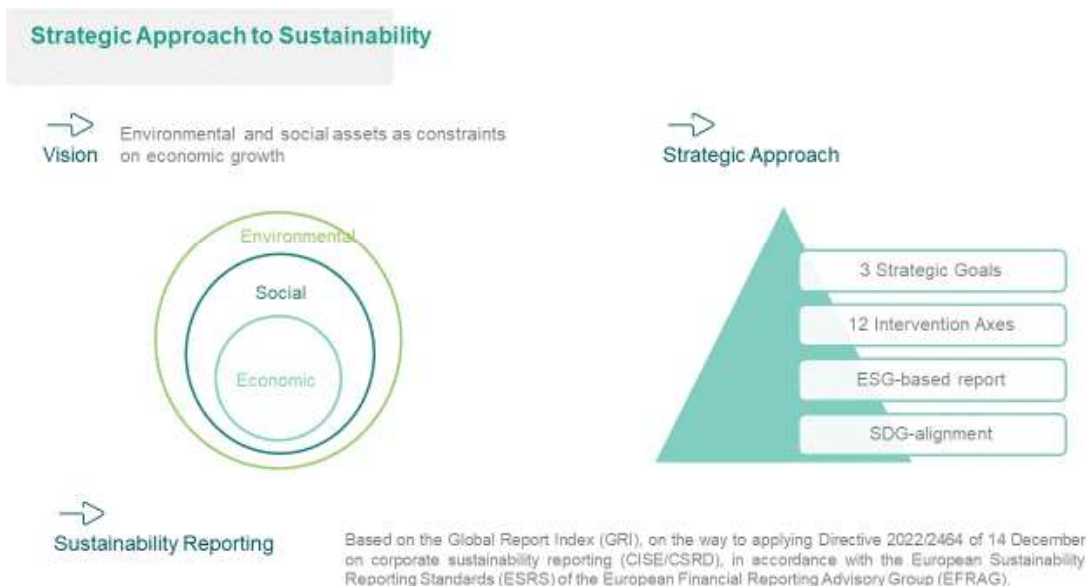 Strategic Approach to Sustainability
Vision
Environmental and social assets as constraints
on economic growth
Environmental
Social
Economic
Strategic Approach
3 Strategic Goals
12 Intervention Axes
ESG-based report
SDG-alignment
Sustainability Reporting
Based on the Global Report Index (GRI), on the way to applying Directive 2022/2464 of 14 December
on corporate sustainability reporting (CISE/CSRD), in accordance with the European Sustainability
Reporting Standards (ESRS) of the European Financial Reporting Advisory Group (EFRAG).